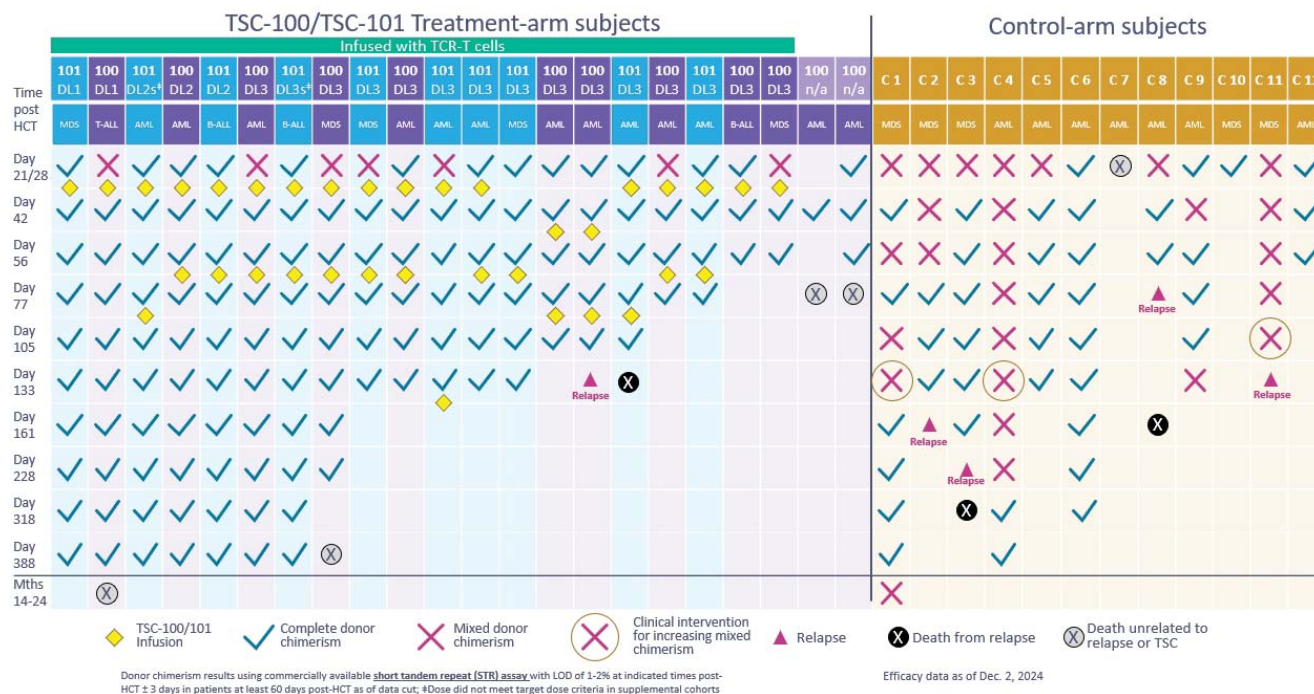 TSC-100/TSC-101 Treatment-arm subjects
Control-arm subjects
Infused with TCR-T cells
Time post HCT
101 DL1
100 DL1
101 DL2s‡
100 DL2
101 DL2
100 DL3
101 DL3s‡
100 DL3
101 DL3
100 DL3
101 DL3
101 DL3
101 DL3
100 DL3
100 DL3
101 DL3
100 DL3
101 DL3
100 DL3
100 DL3
100 n/a
100 n/a
C 1
C 2
C 3
C 4
C 5
C 6
C 7
C 8
C 9
C 10
C 11
MDS
T-ALL
AML
AML
B-ALL
AML
B-ALL
MDS
MDS
AML
AML
AML
MDS
AML
AML
AML
AML
AML
B-ALL
MDS
AML
AML
MDS
MDS
MDS
AML
AML
AML
AML
AML
AML
MDS
MDS
AML
Day 21/28
Day 42
Day 56
Day 77
Relapse
Day 105
Day 133
Relapse
Relapse
Day 161
Relapse
Day 228
Relapse
Day 318
Day 388
Mths 14-24
TSC-100/101 Infusion
Complete donor chimerism
Mixed donor chimerism
Clinical intervention for increasing mixed chimerism
Relapse
Death from relapse
Death unrelated to relapse or TSC
Donor chimerism results using commercially available short tandem repeat (STR) assay with LOD of 1-2% at indicated times post-
HCT ± 3 days in patients at least 60 days post-HCT as of data cut; ‡Dose did not meet target dose criteria in supplemental cohorts
Efficacy data as of Dec. 2, 2024